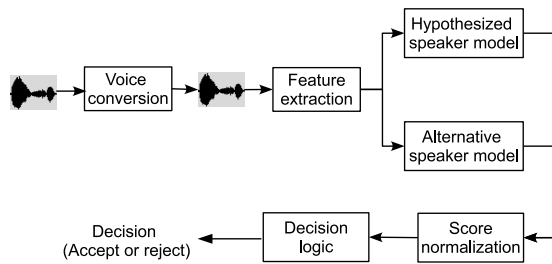 Voice
conversion
Feature
extraction
Hypothesized
speaker model
Alternative
speaker model
Score
normalization
Decision
logic
Decision
(Accept or reject)